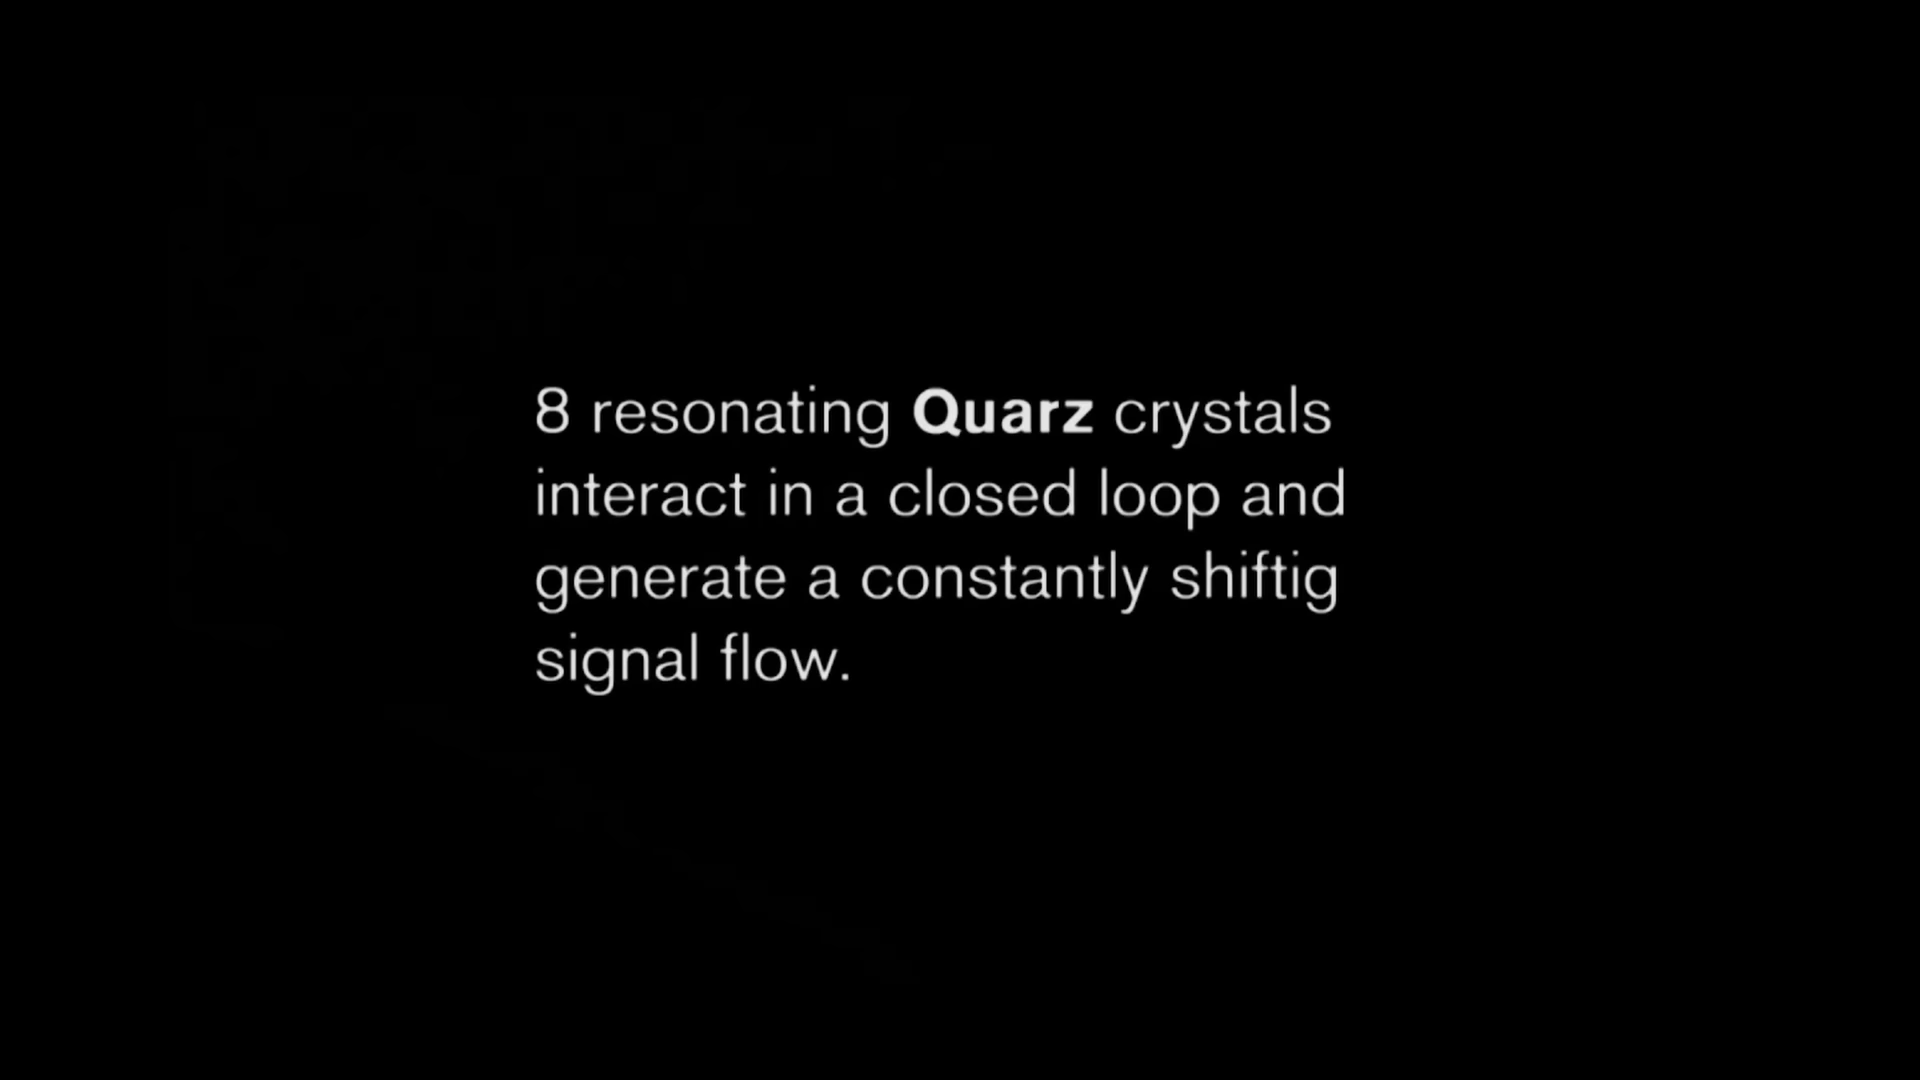 8 resonating Quarz crystals
interact in a closed loop and
generate a constantly shiftig
signal flow.